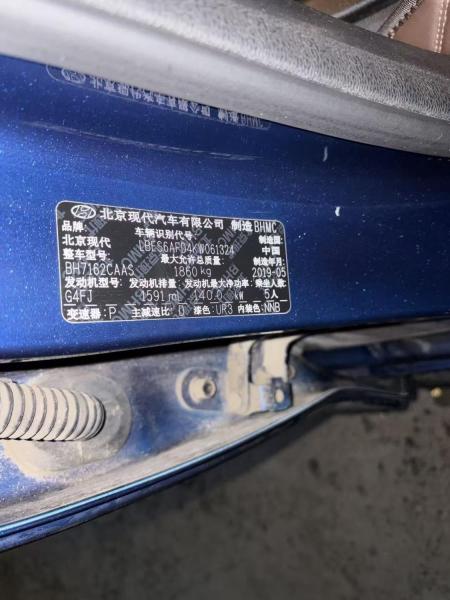 北京现代汽车有限公司 制造 BHMC
品牌: 车辆识别代号: 制造国:
北京现代 LBES6AFD4KW061324 中国
整车型号: 最大允许总质量: 制造年月:
BH7162CAAS 1860 kg 2019-05
发动机型号: 发动机排量: 发动机最大净功率: 乘坐人数:
G4FJ 1591 ml 140.0 kW 5人
变速器: P 主减速比: D 漆色: UR3 内装色: NNB